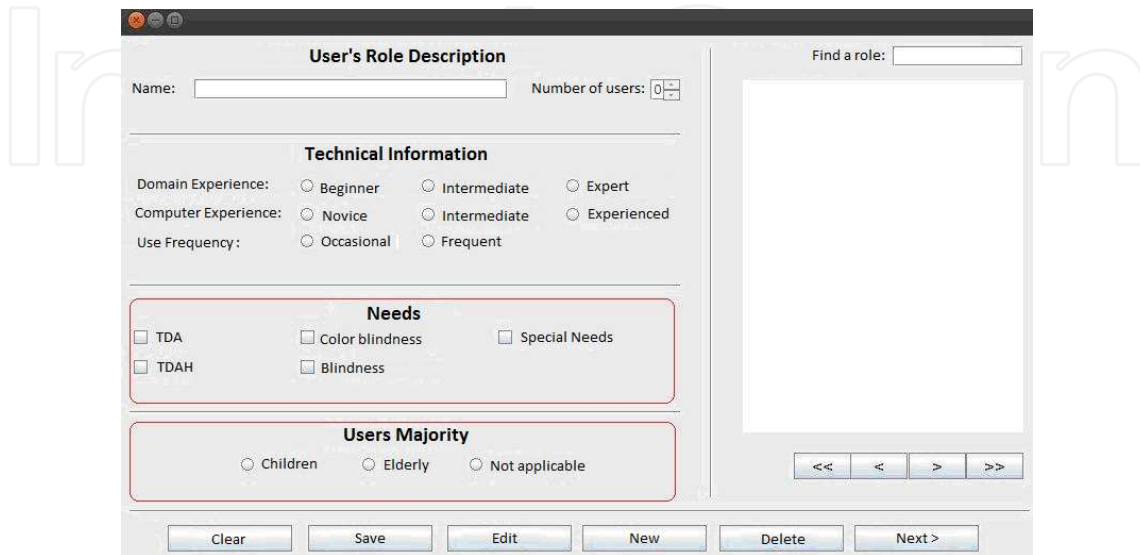 User's Role Description
Name:
Number of users: 0
Technical Information
Domain Experience: Beginner Intermediate Expert
Computer Experience: Novice Intermediate Experienced
Use Frequency: Occasional Frequent
Needs
TDA Color blindness Special Needs
TDAH Blindness
Users Majority
Children Elderly Not applicable
Find a role:
<< < > >>
Clear Save Edit New Delete Next >